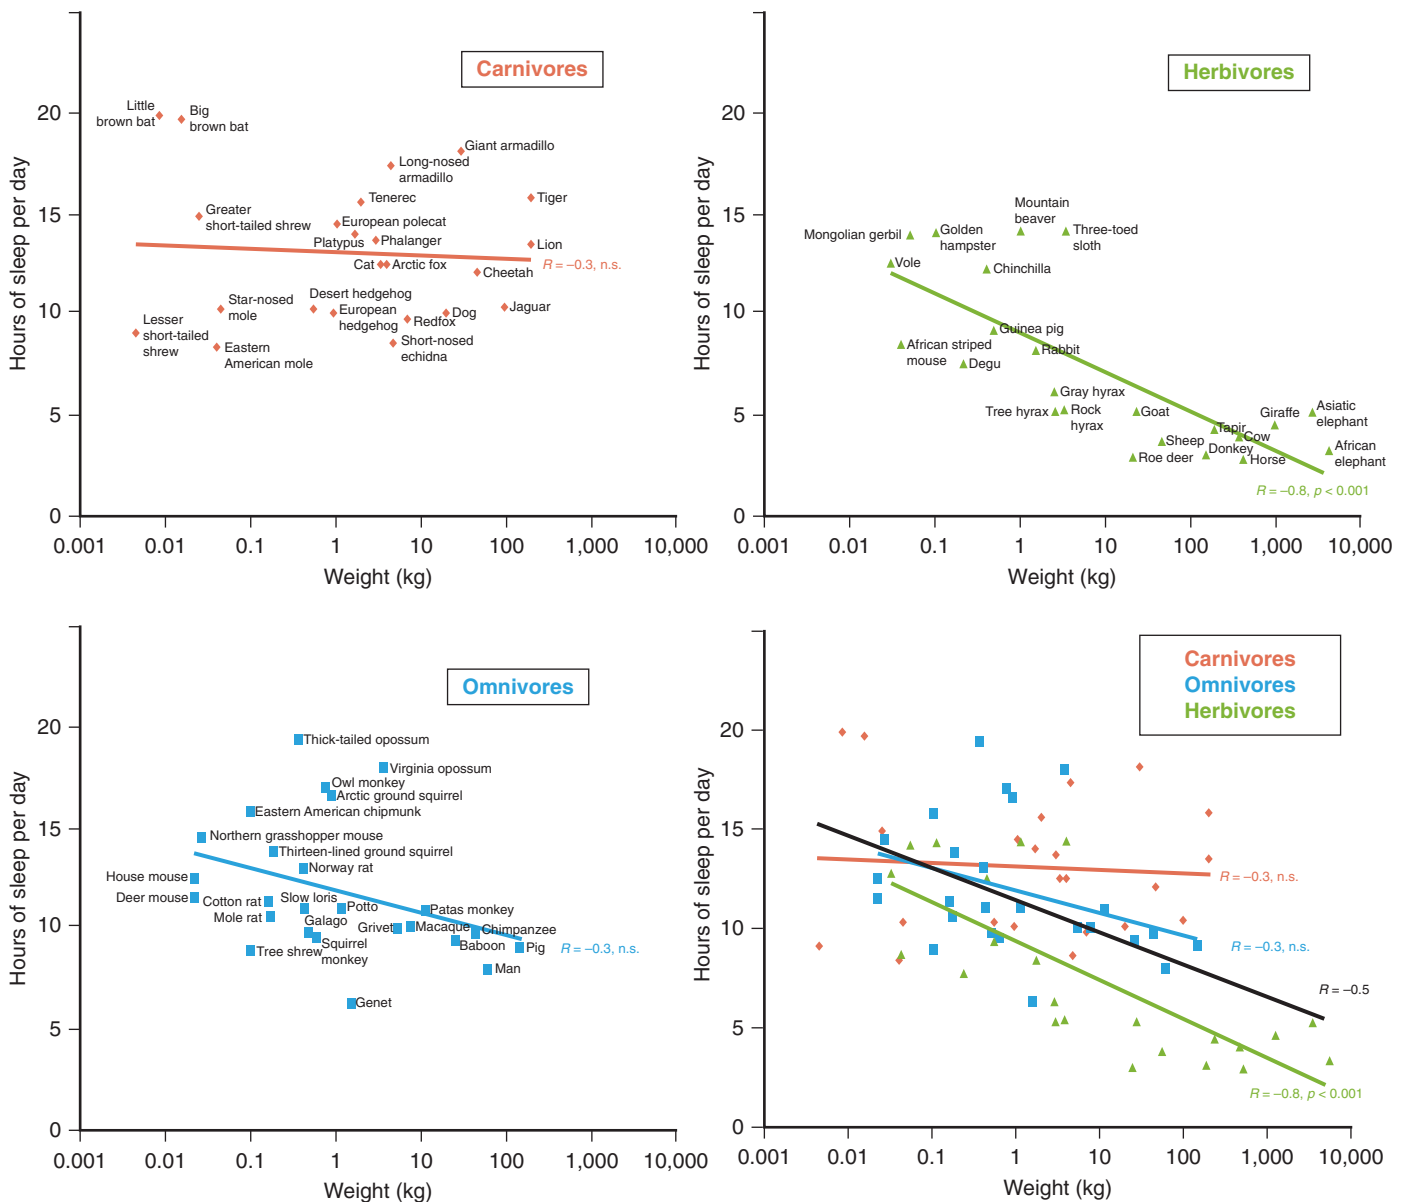 Carnivores
Hours of sleep per day
20
15
10
5
0
Little
brown bat
Big
brown bat
Giant armadillo
Long-nosed
armadillo
Tenerec
Tiger
Greater
short-tailed shrew
European polecat
Platypus
Phalanger
Lion
R = –0.3, n.s.
Cat
Arctic fox
Cheetah
Star-nosed
mole
Desert hedgehog
European
hedgehog
Redfox
Dog
Jaguar
Lesser
short-tailed
shrew
Eastern
American mole
Short-nosed
echidna
0.001
0.01
0.1
1
10
100
1,000
10,000
Weight (kg)
Herbivores
Hours of sleep per day
20
15
10
5
0
Mongolian gerbil
Golden
hampster
Mountain
beaver
Three-toed
sloth
Vole
Chinchilla
Guinea pig
African striped
mouse
Degu
Rabbit
Gray hyrax
Tree hyrax
Rock
hyrax
Goat
Giraffe
Asiatic
elephant
Tapir
Cow
Sheep
Donkey
Roe deer
Horse
African
elephant
R = –0.8, p < 0.001
0.001
0.01
0.1
1
10
100
1,000
10,000
Weight (kg)
Omnivores
Hours of sleep per day
20
15
10
5
0
Thick-tailed opossum
Virginia opossum
Owl monkey
Arctic ground squirrel
Eastern American chipmunk
Northern grasshopper mouse
Thirteen-lined ground squirrel
Norway rat
House mouse
Deer mouse
Cotton rat
Slow loris
Potto
Patas monkey
Mole rat
Galago
Grivet
Macaque
Chimpanzee
Tree shrew
Squirrel
monkey
Baboon
Pig
R = –0.3, n.s.
Man
Genet
0.001
0.01
0.1
1
10
100
1,000
10,000
Weight (kg)
Carnivores
Omnivores
Herbivores
Hours of sleep per day
20
15
10
5
0
R = –0.3, n.s.
R = –0.3, n.s.
R = –0.5
R = –0.8, p < 0.001
0.001
0.01
0.1
1
10
100
1,000
10,000
Weight (kg)